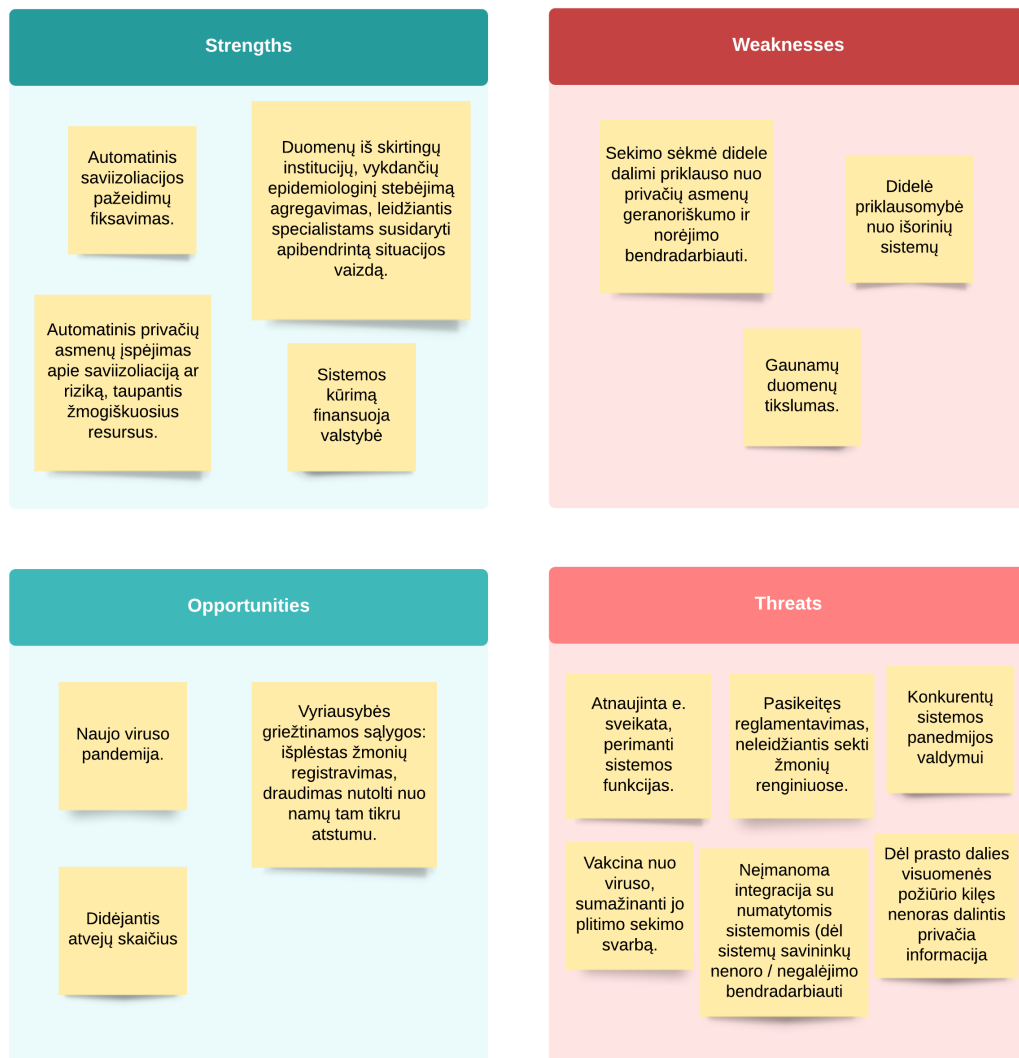 Strengths
Automatinis
saviizoliacijos
pažeidimų
fiksavimas.
Duomenų iš skirtingų
institucijų, vykdančių
epidemiologinį stebėjimą
agregavimas, leidžiantis
specialistams susidaryti
apibendrintą situacijos
vaizdą.
Automatinis privačių
asmenų įspėjimas
apie saviizoliaciją ar
riziką, taupantis
žmogiškuosius
resursus.
Sistemos
kūrimą
finansuoja
valstybė
Weaknesses
Sekimo sėkmė didele
dalimi priklauso nuo
privačių asmenų
geranoriškumo ir
norėjimo
bendradarbiauti.
Didelė
priklausomybė
nuo išorinių
sistemų
Gaunamų
duomenų
tikslumas.
Opportunities
Naujo viruso
pandemija.
Vyriausybės
griežtinamos sąlygos:
išplėstas žmonių
registravimas,
draudimas nutolti nuo
namų tam tikru
atstumu.
Didėjantis
atvejų skaičius
Threats
Atnaujinta e.
sveikata,
perimanti
sistemos
funkcijas.
Pasikeitęs
reglamentavimas,
neleidžiantis sekti
žmonių
renginiuose.
Konkurentų
sistemos
panedmijos
valdymui
Vakcina nuo
viruso,
sumažinanti jo
plitimo sekimo
svarbą.
Neįmanoma
integracija su
numatytomis
sistemomis (dėl
sistemų savininkų
nenoro / negalėjimo
bendradarbiauti
Dėl prasto dalies
visuomenės
požiūrio kilęs
nenoras dalintis
privačia
informacija